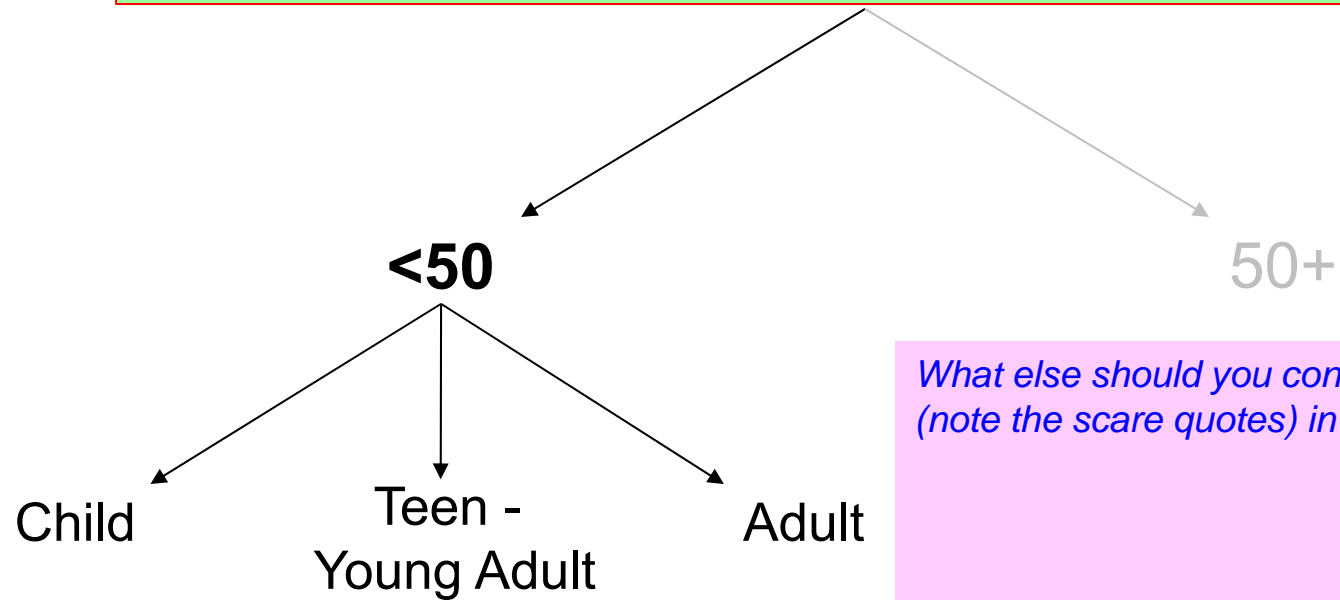 <50
50+
What else should you con
(note the scare quotes) in
Child
Teen -
Young Adult
Adult